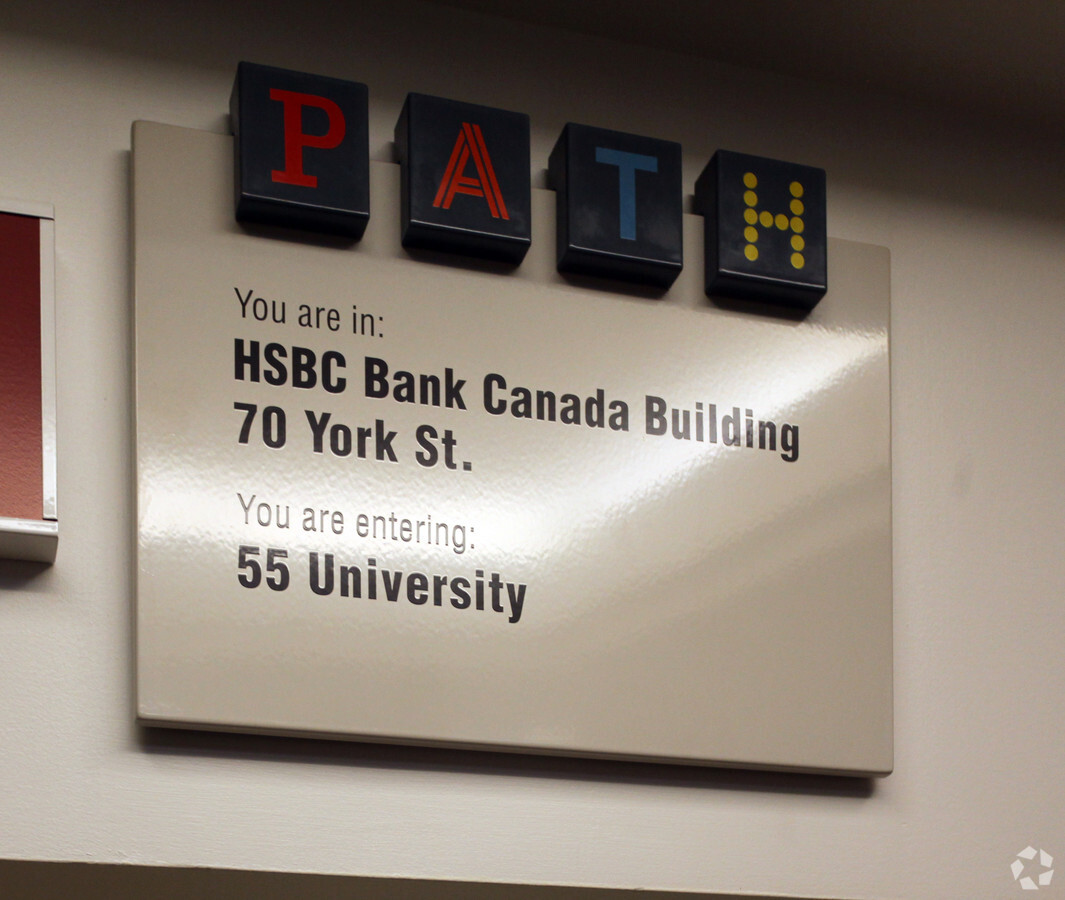 PATH
You are in:
HSBC Bank Canada Building
70 York St.
You are entering:
55 University